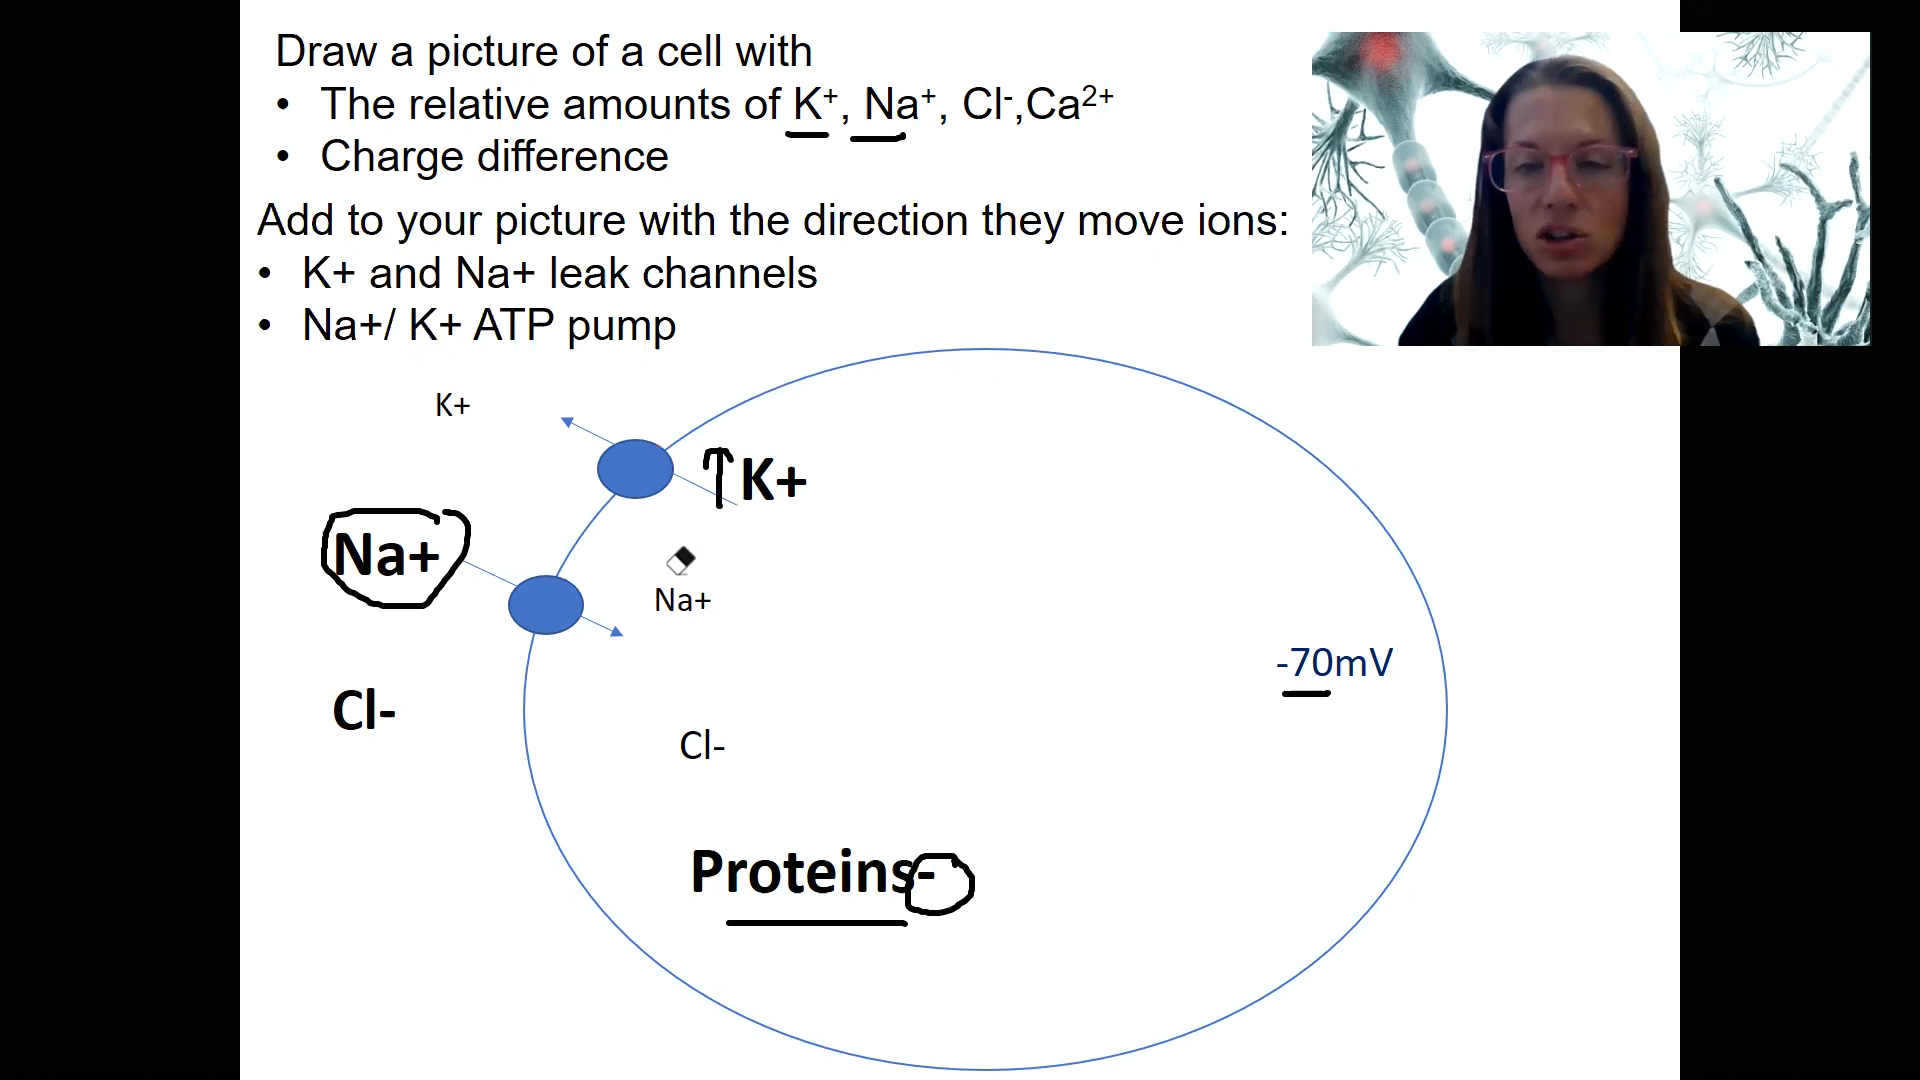 Draw a picture of a cell with
• The relative amounts of K⁺, Na⁺, Cl⁻,Ca²⁺
• Charge difference
Add to your picture with the direction they move ions:
• K+ and Na+ leak channels
• Na+/ K+ ATP pump
K+
↑K+
Na+
Na+
-70mV
Cl-
Cl-
Proteins-